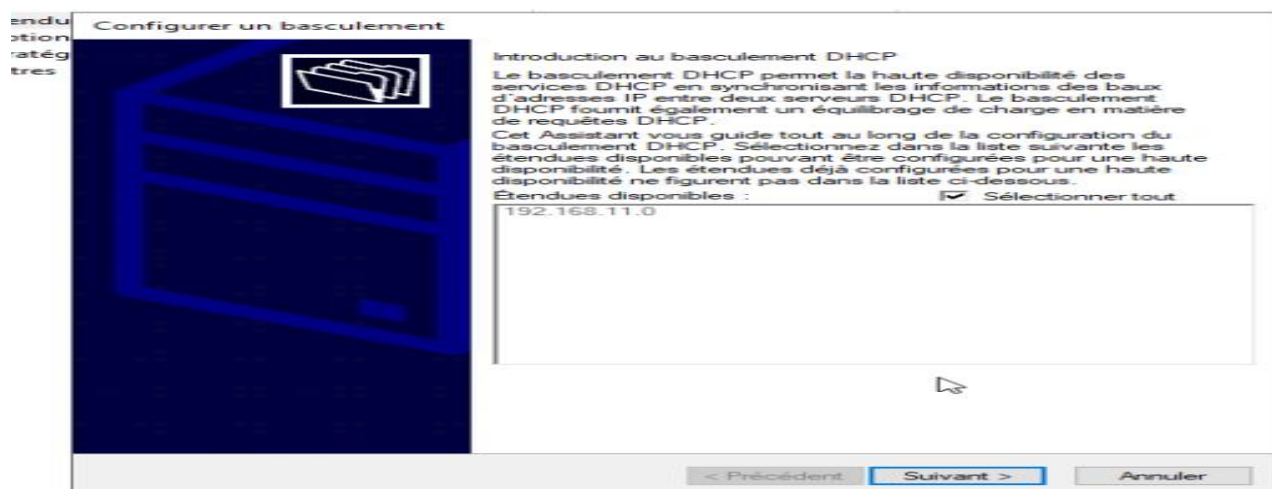 Configurer un basculement
Introduction au basculement DHCP
Le basculement DHCP permet la haute disponibilité des
services DHCP en synchronisant les informations des baux
d'adresses IP entre deux serveurs DHCP. Le basculement
DHCP fournit également un équilibrage de charge en matière
de requêtes DHCP.
Cet Assistant vous guide tout au long de la configuration du
basculement DHCP. Sélectionnez dans la liste suivante les
étendues disponibles pouvant être configurées pour une haute
disponibilité. Les étendues déjà configurées pour une haute
disponibilité ne figurent pas dans la liste ci-dessous.
Étendues disponibles :
Sélectionner tout
192.168.11.0
< Précédent
Suivant >
Annuler